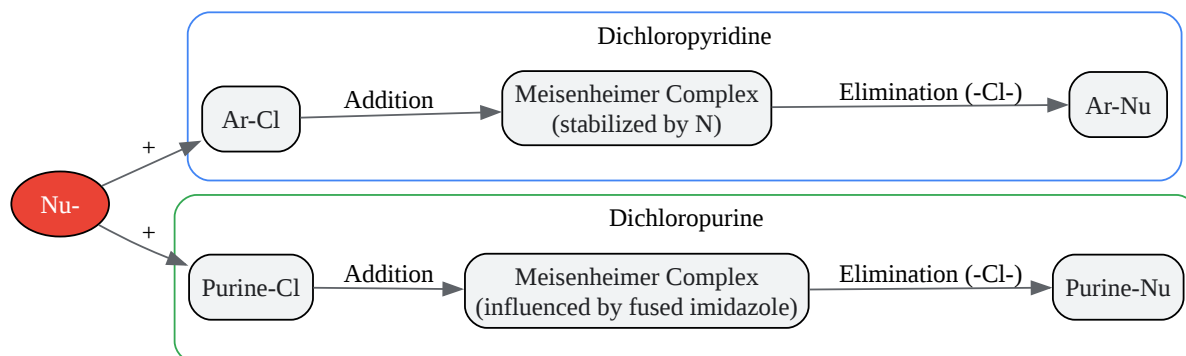 Dichloropyridine
Ar-Cl
Addition
Meisenheimer Complex
(stabilized by N)
Elimination (-Cl-)
Ar-Nu
+
Nu-
+
Dichloropurine
Purine-Cl
Addition
Meisenheimer Complex
(influenced by fused imidazole)
Elimination (-Cl-)
Purine-Nu